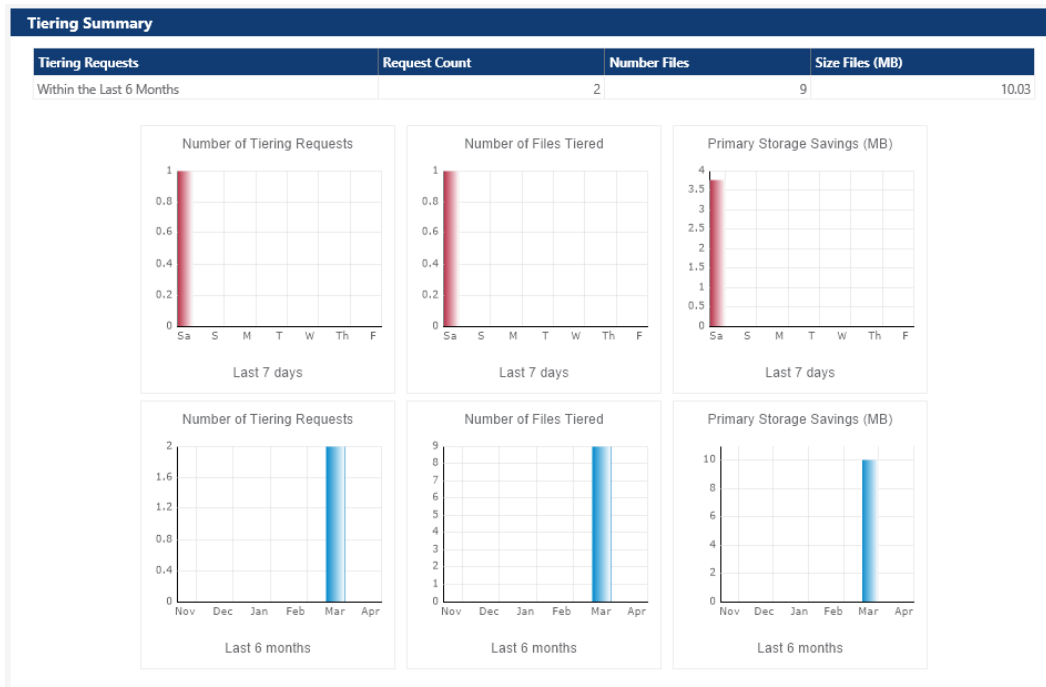 Tiering Summary
Tiering Requests Request Count Number Files Size Files (MB)
Within the Last 6 Months 2 9 10.03
Number of Tiering Requests
1
0.8
0.6
0.4
0.2
0
Sa S M T W Th F
Last 7 days
Number of Files Tiered
1
0.8
0.6
0.4
0.2
0
Sa S M T W Th F
Last 7 days
Primary Storage Savings (MB)
4
3.5
3
2.5
2
1.5
1
0.5
0
Sa S M T W Th F
Last 7 days
Number of Tiering Requests
2
1.6
1.2
0.8
0.4
0
Nov Dec Jan Feb Mar Apr
Last 6 months
Number of Files Tiered
9
8
7
6
5
4
3
2
1
0
Nov Dec Jan Feb Mar Apr
Last 6 months
Primary Storage Savings (MB)
10
8
6
4
2
0
Nov Dec Jan Feb Mar Apr
Last 6 months